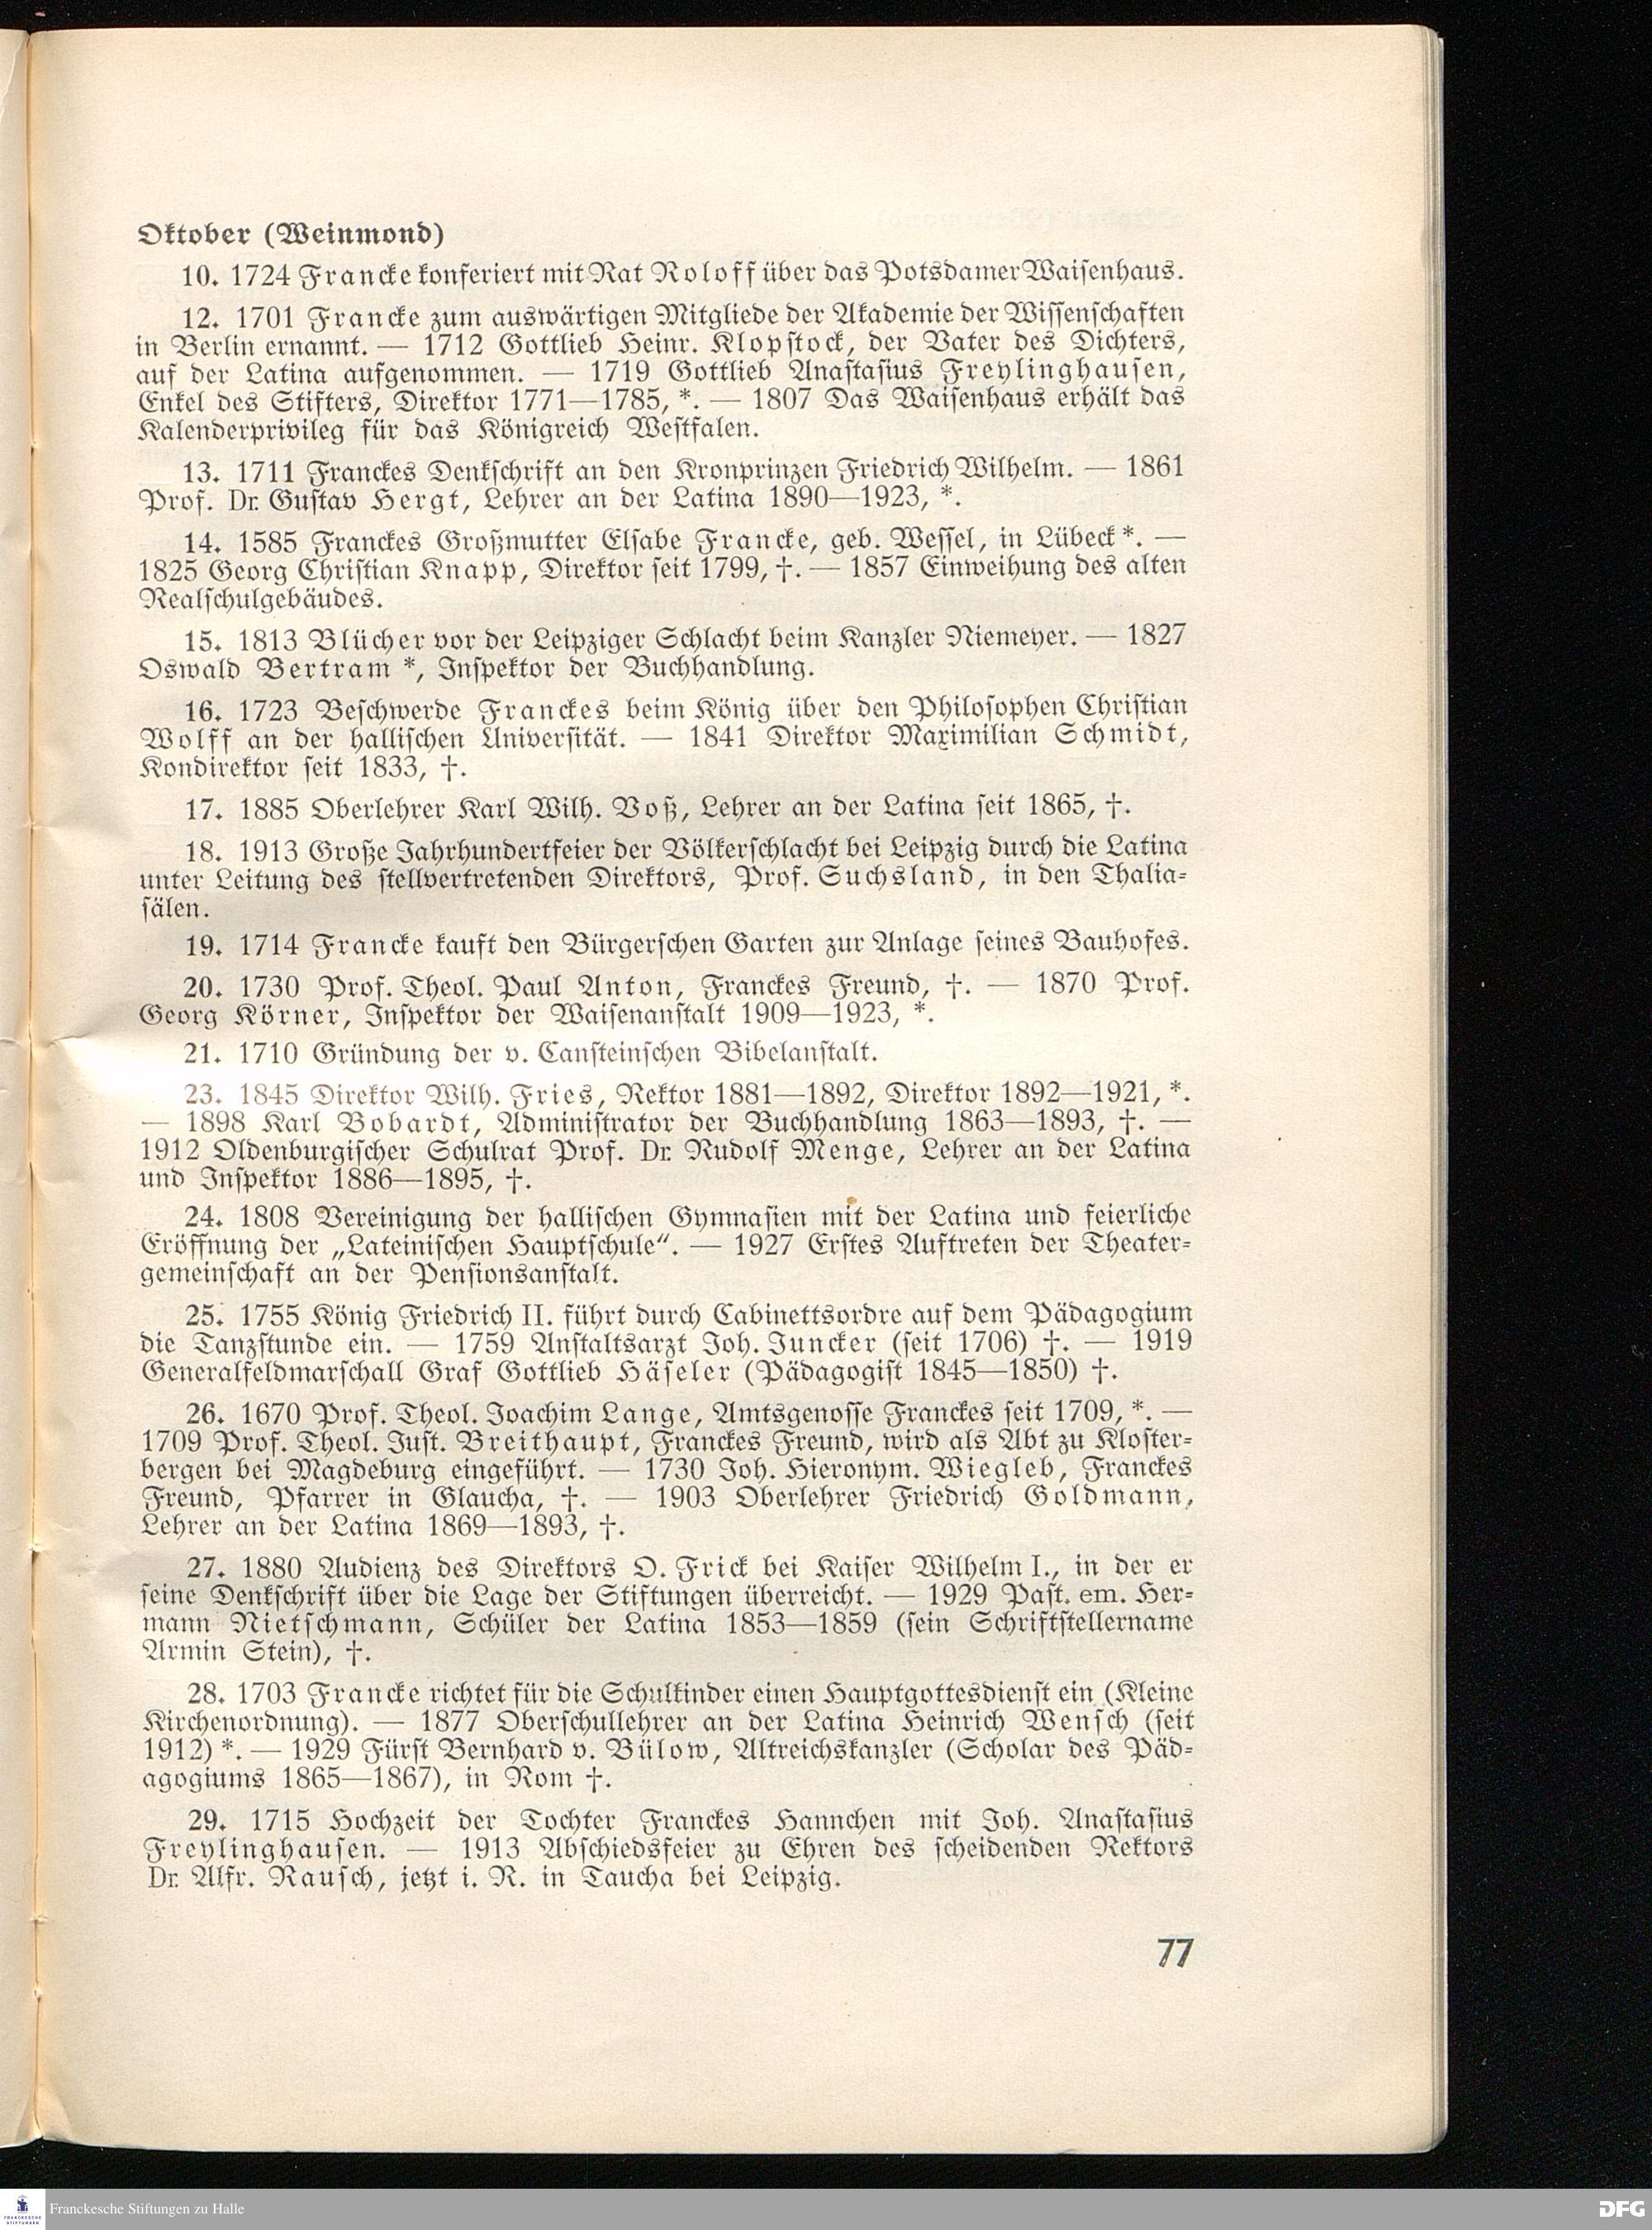 Oktober (Weinmond)
10. 1724 Francke konferiert mit Rat Roloff über das Potsdamer Waisenhaus.
12. 1701 Francke zum auswärtigen Mitgliede der Akademie der Wissenschaften
in Berlin ernannt. — 1712 Gottlieb Heinr. Klopstock, der Vater des Dichters,
auf der Latina aufgenommen. — 1719 Gottlieb Anastasius Freylinghausen,
Enkel des Stifters, Direktor 1771—1785, *. — 1807 Das Waisenhaus erhält das
Kalenderprivileg für das Königreich Westfalen.
13. 1711 Franckes Denkschrift an den Kronprinzen Friedrich Wilhelm. — 1861
Prof. Dr. Gustav Hergt, Lehrer an der Latina 1890—1923, *.
14. 1585 Franckes Großmutter Elsabe Francke, geb. Wessel, in Lübeck *. —
1825 Georg Christian Knapp, Direktor seit 1799, †. — 1857 Einweihung des alten
Realschulgebäudes.
15. 1813 Blücher vor der Leipziger Schlacht beim Kanzler Niemeyer. — 1827
Oswald Bertram *, Inspektor der Buchhandlung.
16. 1723 Beschwerde Franckes beim König über den Philosophen Christian
Wolff an der hallischen Universität. — 1841 Direktor Maximilian Schmidt,
Kondirektor seit 1833, †.
17. 1885 Oberlehrer Karl Wilh. Voß, Lehrer an der Latina seit 1865, †.
18. 1913 Große Jahrhundertfeier der Völkerschlacht bei Leipzig durch die Latina
unter Leitung des stellvertretenden Direktors, Prof. Suchsland, in den Thalia-
sälen.
19. 1714 Francke kauft den Bürgerschen Garten zur Anlage seines Bauhofes.
20. 1730 Prof. Theol. Paul Anton, Franckes Freund, †. — 1870 Prof.
Georg Körner, Inspektor der Waisenanstalt 1909—1923, *.
21. 1710 Gründung der v. Cansteinschen Bibelanstalt.
23. 1845 Direktor Wilh. Fries, Rektor 1881—1892, Direktor 1892—1921, *.
— 1898 Karl Bobardt, Administrator der Buchhandlung 1863—1893, †. —
1912 Oldenburgischer Schulrat Prof. Dr. Rudolf Menge, Lehrer an der Latina
und Inspektor 1886—1895, †.
24. 1808 Vereinigung der hallischen Gymnasien mit der Latina und feierliche
Eröffnung der „Lateinischen Hauptschule“. — 1927 Erstes Auftreten der Theater-
gemeinschaft an der Pensionsanstalt.
25. 1755 König Friedrich II. führt durch Cabinettsordre auf dem Pädagogium
die Tanzstunde ein. — 1759 Anstaltsarzt Joh. Juncker (seit 1706) †. — 1919
Generalfeldmarschall Graf Gottlieb Häseler (Pädagogist 1845—1850) †.
26. 1670 Prof. Theol. Joachim Lange, Amtsgenosse Franckes seit 1709, *. —
1709 Prof. Theol. Just. Breithaupt, Franckes Freund, wird als Abt zu Kloster-
bergen bei Magdeburg eingeführt. — 1730 Joh. Hieronym. Wiegleb, Franckes
Freund, Pfarrer in Glaucha, †. — 1903 Oberlehrer Friedrich Goldmann,
Lehrer an der Latina 1869—1893, †.
27. 1880 Audienz des Direktors O. Frick bei Kaiser Wilhelm I., in der er
seine Denkschrift über die Lage der Stiftungen überreicht. — 1929 Past. em. Her-
mann Nietschmann, Schüler der Latina 1853—1859 (sein Schriftstellername
Armin Stein), †.
28. 1703 Francke richtet für die Schulkinder einen Hauptgottesdienst ein (Kleine
Kirchenordnung). — 1877 Oberschullehrer an der Latina Heinrich Wensch (seit
1912) *. — 1929 Fürst Bernhard v. Bülow, Altreichskanzler (Scholar des Päd-
agogiums 1865—1867), in Rom †.
29. 1715 Hochzeit der Tochter Franckes Hannchen mit Joh. Anastasius
Freylinghausen. — 1913 Abschiedsfeier zu Ehren des scheidenden Rektors
Dr. Alfr. Rausch, jetzt i. R. in Taucha bei Leipzig.
77
FRANCKESCHE
STIFTUNGEN
Franckesche Stiftungen zu Halle
DFG